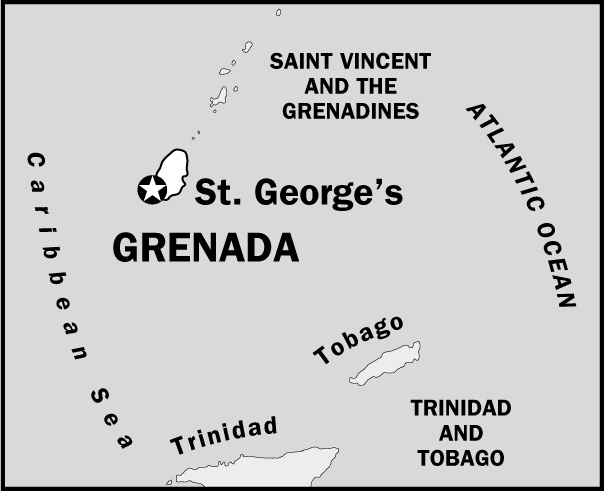 SAINT VINCENT
AND THE
GRENADINES
ATLANTIC OCEAN
Caribbean Sea
St. George’s
GRENADA
Tobago
Trinidad
TRINIDAD
AND
TOBAGO